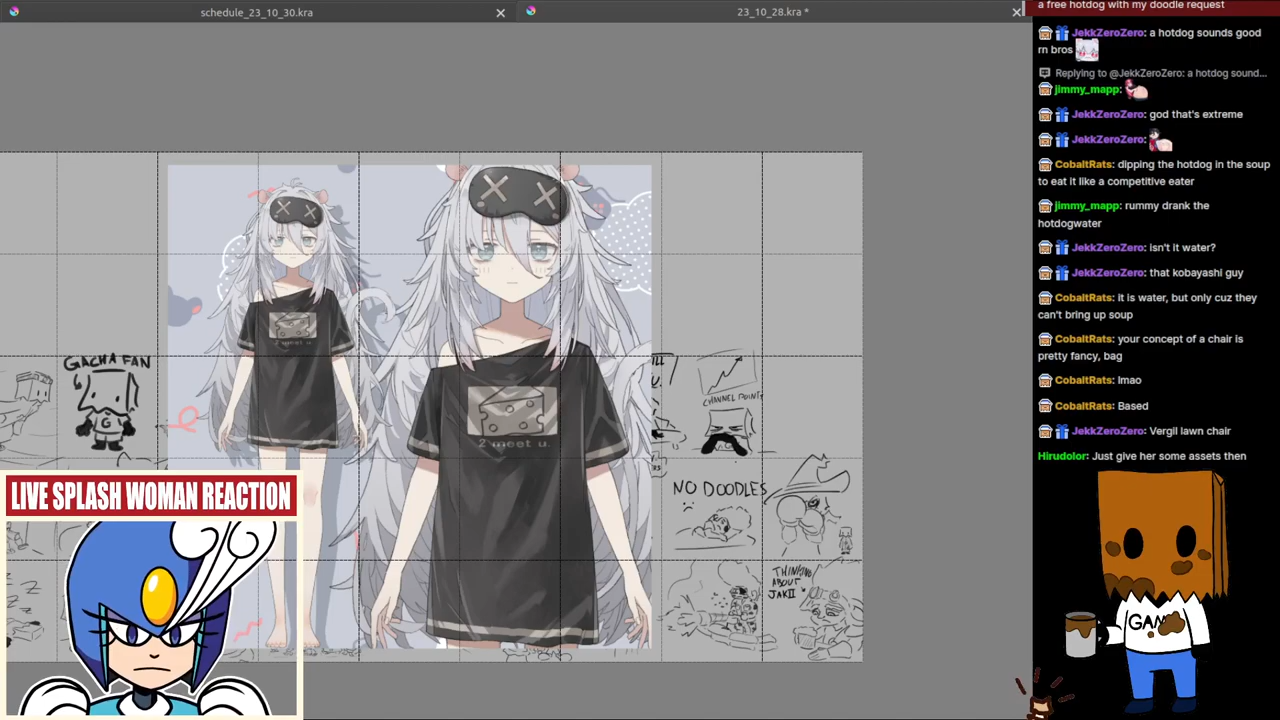 schedule_23_10_30.kra
23_10_28.kra *
a free hotdog with my doodle request
JekkZeroZero: a hotdog sounds good
rn bros
Replying to @JekkZeroZero: a hotdog sound...
jimmy_mapp:
JekkZeroZero: god that's extreme
JekkZeroZero:
CobaltRats: dipping the hotdog in the soup
to eat it like a competitive eater
jimmy_mapp: rummy drank the
hotdogwater
JekkZeroZero: isn't it water?
JekkZeroZero: that kobayashi guy
CobaltRats: it is water, but only cuz they
can't bring up soup
CobaltRats: your concept of a chair is
pretty fancy, bag
CobaltRats: lmao
CobaltRats: Based
JekkZeroZero: Vergil lawn chair
Hirudolor: Just give her some assets then
GACHA FAN
G
2 meet u.
2 meet u.
CHANNEL POINTS
NO DOODLES
THINKING
ABOUT
JAK II
LIVE SPLASH WOMAN REACTION